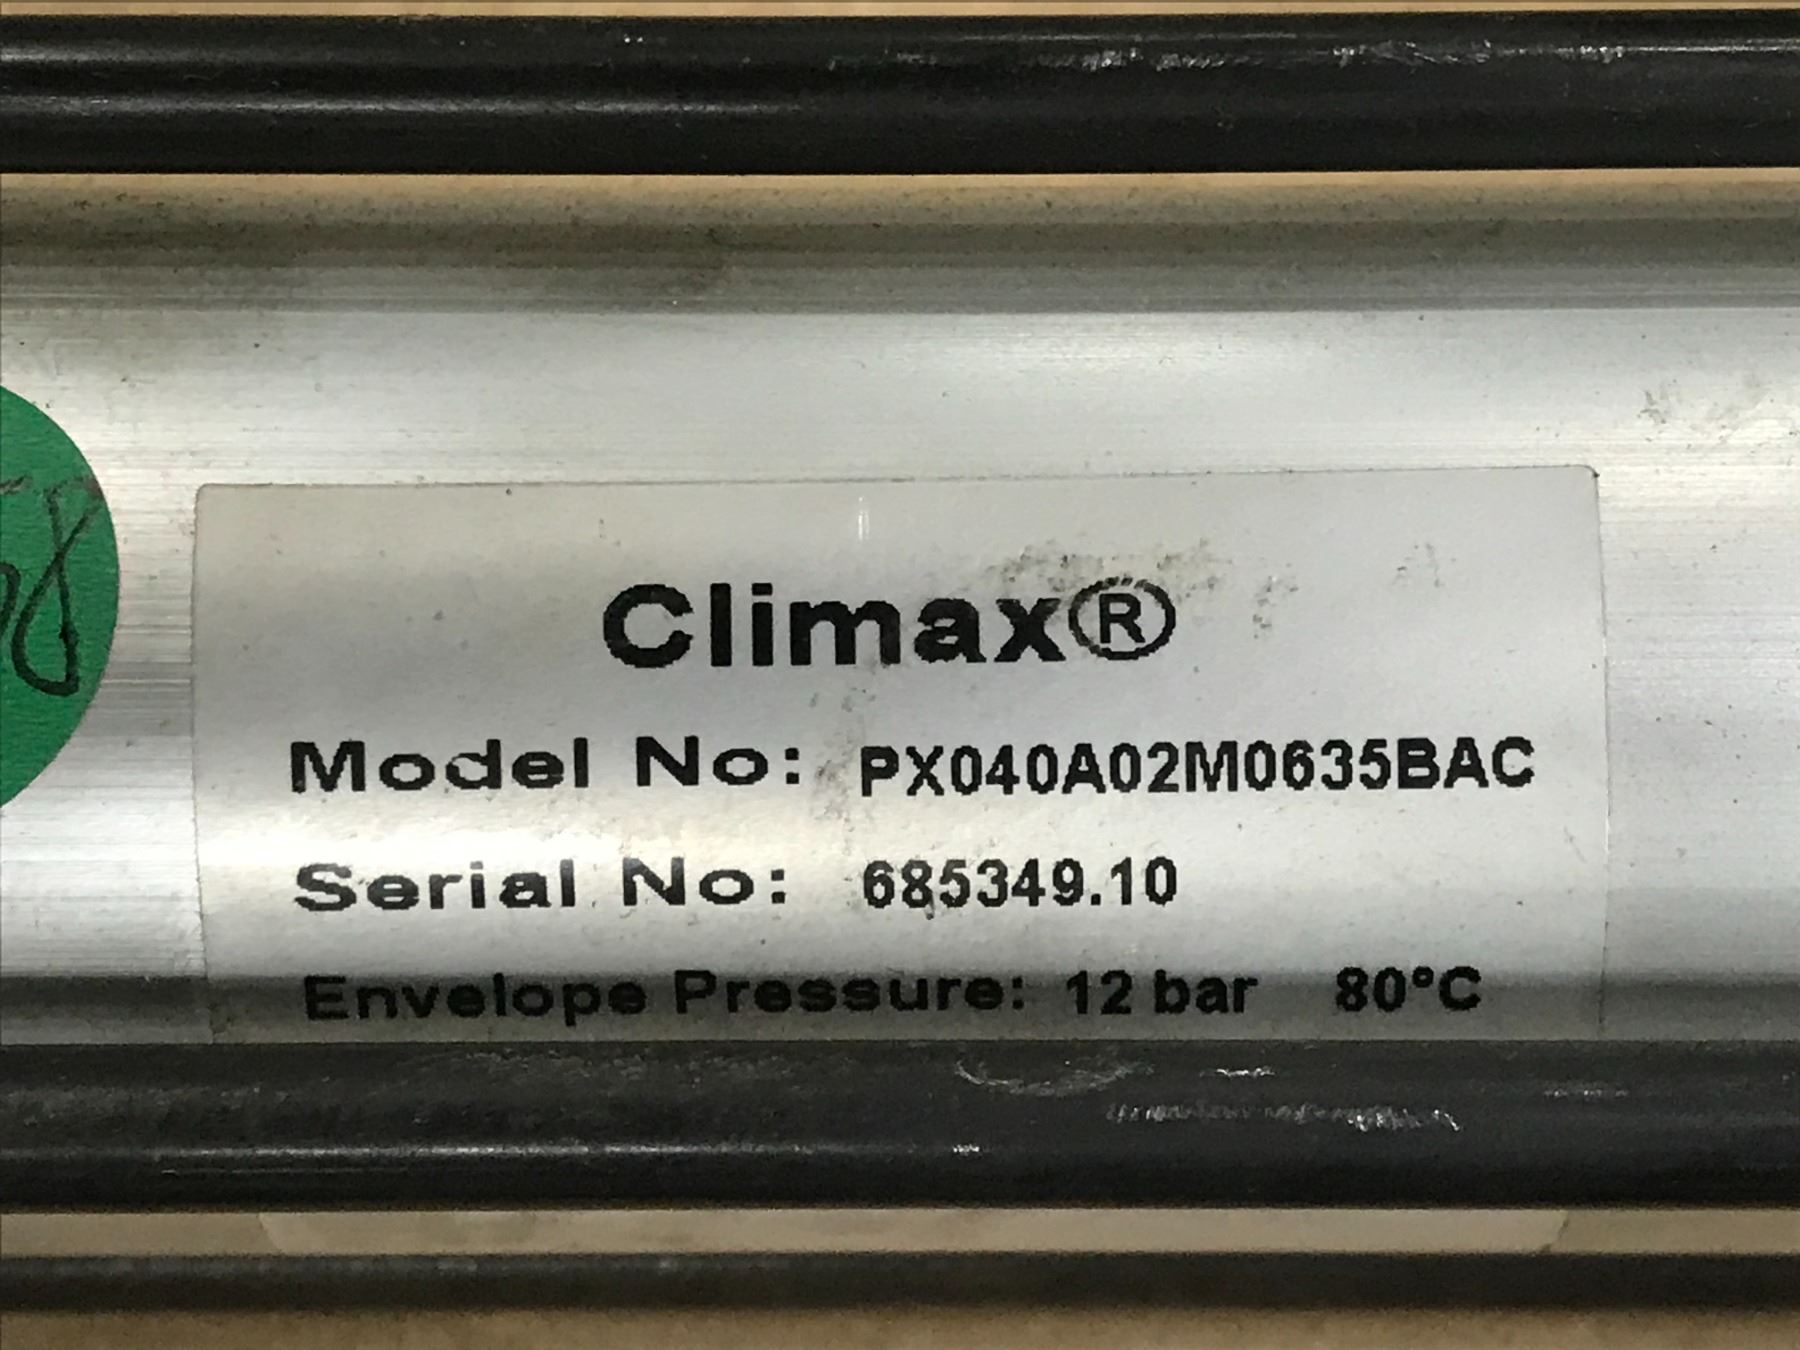 Climax®
Model No: PX040A02M0635BAC
Serial No: 685349.10
Envelope Pressure: 12 bar 80°C